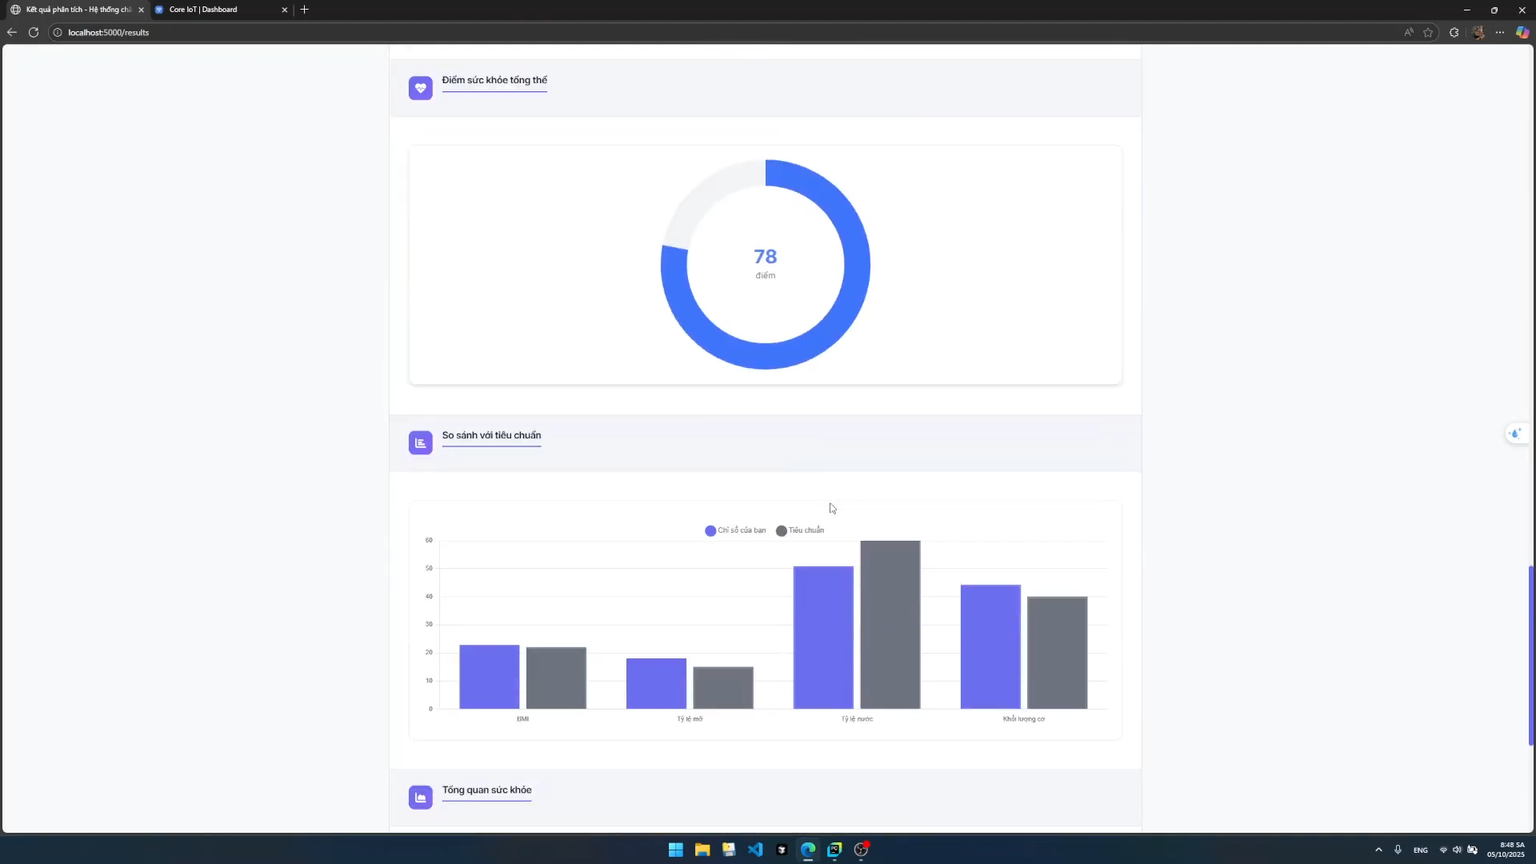 Kết quả phân tích - Hệ thống chă
Core IoT | Dashboard
localhost:5000/results
Điểm sức khỏe tổng thể
78
điểm
So sánh với tiêu chuẩn
Chỉ số của bạn
Tiêu chuẩn
60
50
40
30
20
10
0
BMI
Tỷ lệ mỡ
Tỷ lệ nước
Khối lượng cơ
Tổng quan sức khỏe
ENG
8:48 SA
05/10/2025